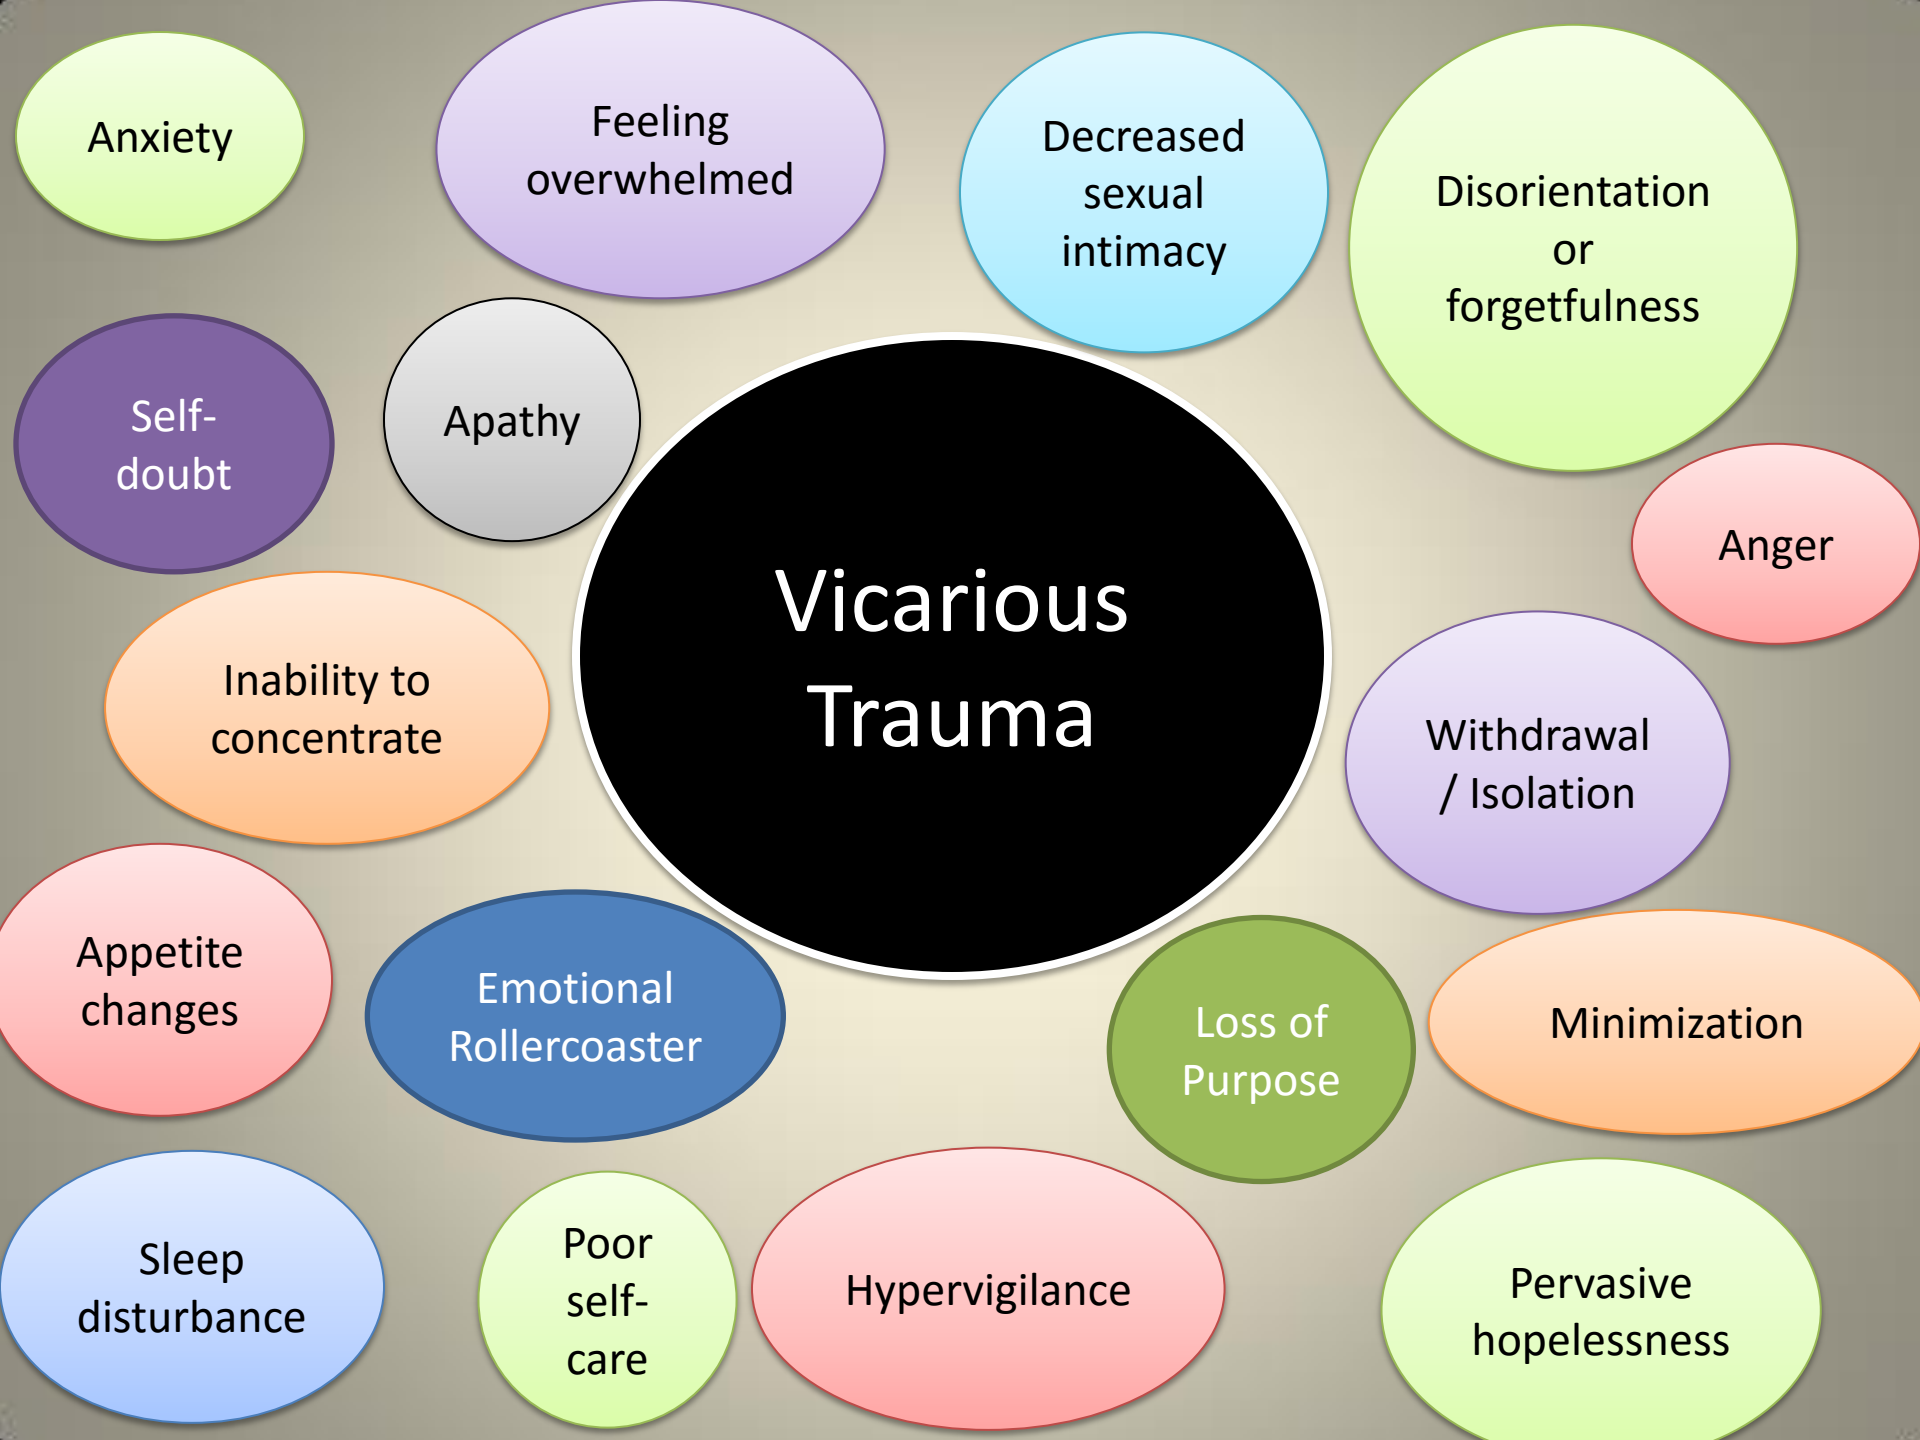 Anxiety
Feeling
overwhelmed
Decreased
sexual
intimacy
Disorientation
or
forgetfulness
Self-
doubt
Apathy
Anger
Vicarious
Trauma
Inability to
concentrate
Withdrawal
/ Isolation
Appetite
changes
Emotional
Rollercoaster
Loss of
Purpose
Minimization
Sleep
disturbance
Poor
self-
care
Hypervigilance
Pervasive
hopelessness